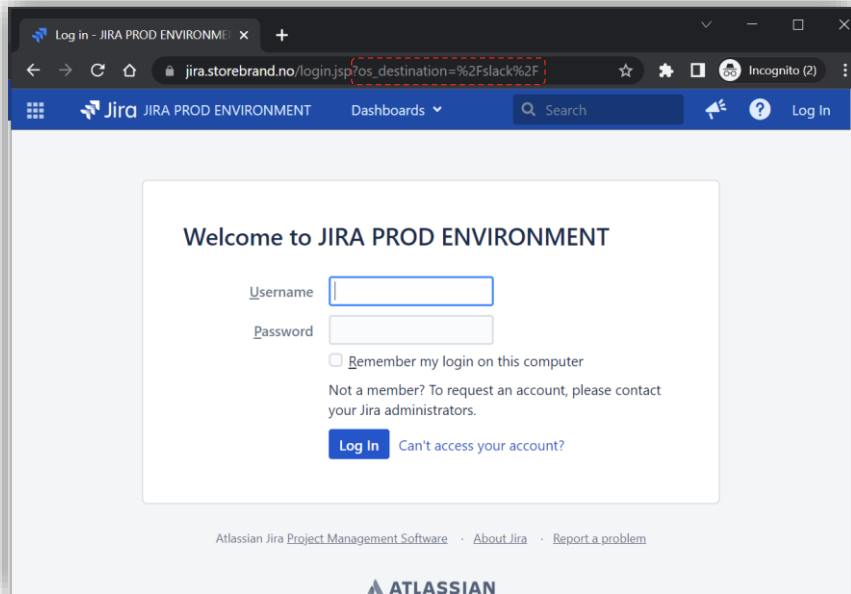 Log in - JIRA PROD ENVIRONME
jira.storebrand.no/login.jsp?os_destination=%2Fslack%2F
Incognito (2)
Jira JIRA PROD ENVIRONMENT
Dashboards
Search
Log In
Welcome to JIRA PROD ENVIRONMENT
Username
Password
Remember my login on this computer
Not a member? To request an account, please contact
your Jira administrators.
Log In
Can't access your account?
Atlassian Jira Project Management Software · About Jira · Report a problem
ATLASSIAN